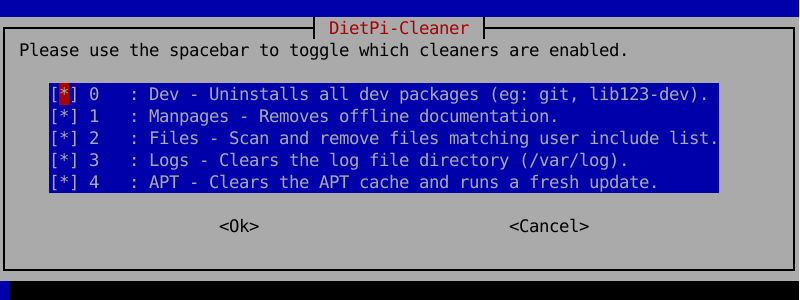 DietPi-Cleaner
Please use the spacebar to toggle which cleaners are enabled.
[*] 0   : Dev - Uninstalls all dev packages (eg: git, lib123-dev).
[*] 1   : Manpages - Removes offline documentation.
[*] 2   : Files - Scan and remove files matching user include list.
[*] 3   : Logs - Clears the log file directory (/var/log).
[*] 4   : APT - Clears the APT cache and runs a fresh update.
<Ok> <Cancel>